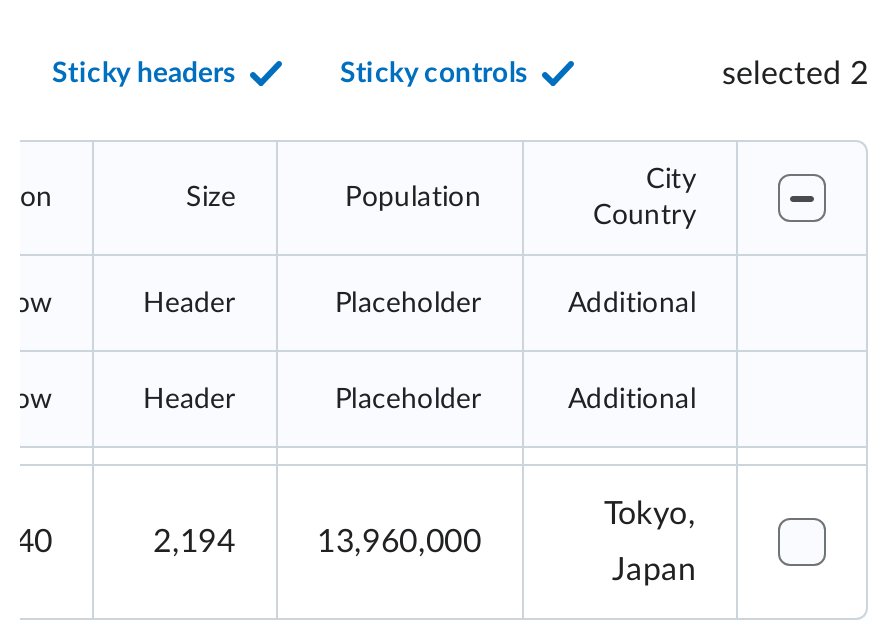 Sticky headers Sticky controls selected 2
on Size Population City
Country
ow Header Placeholder Additional
ow Header Placeholder Additional
40 2,194 13,960,000 Tokyo,
Japan